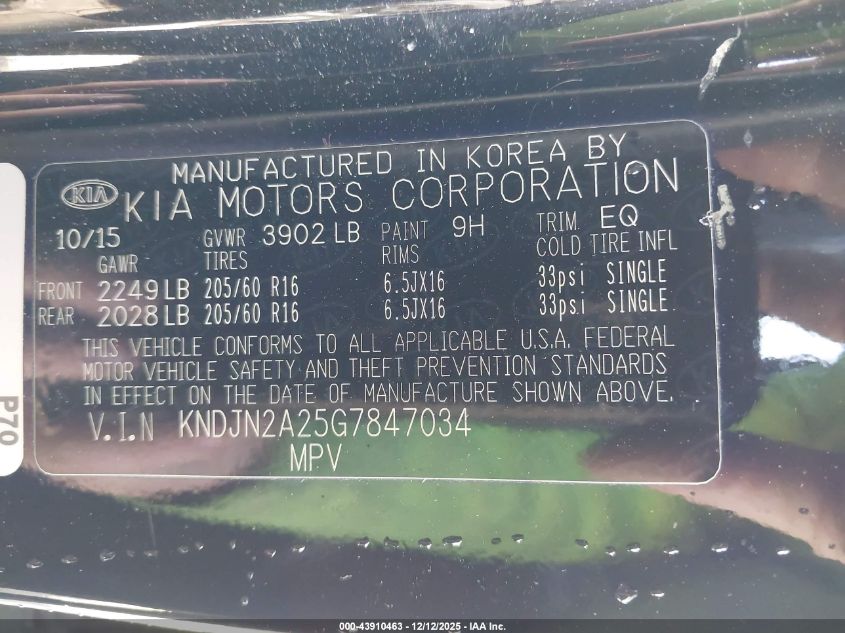 MANUFACTURED IN KOREA BY
KIA KIA MOTORS CORPORATION
10/15 GVWR 3902 LB PAINT 9H TRIM EQ
GAWR TIRES RIMS COLD TIRE INFL
FRONT 2249 LB 205/60 R16 6.5JX16 33psi SINGLE
REAR 2028 LB 205/60 R16 6.5JX16 33psi SINGLE
THIS VEHICLE CONFORMS TO ALL APPLICABLE U.S.A. FEDERAL
MOTOR VEHICLE SAFETY AND THEFT PREVENTION STANDARDS
IN EFFECT ON THE DATE OF MANUFACTURE SHOWN ABOVE.
V.I.N KNDJN2A25G7847034
MPV
P70
000-43910463 - 12/12/2025 - IAA Inc.